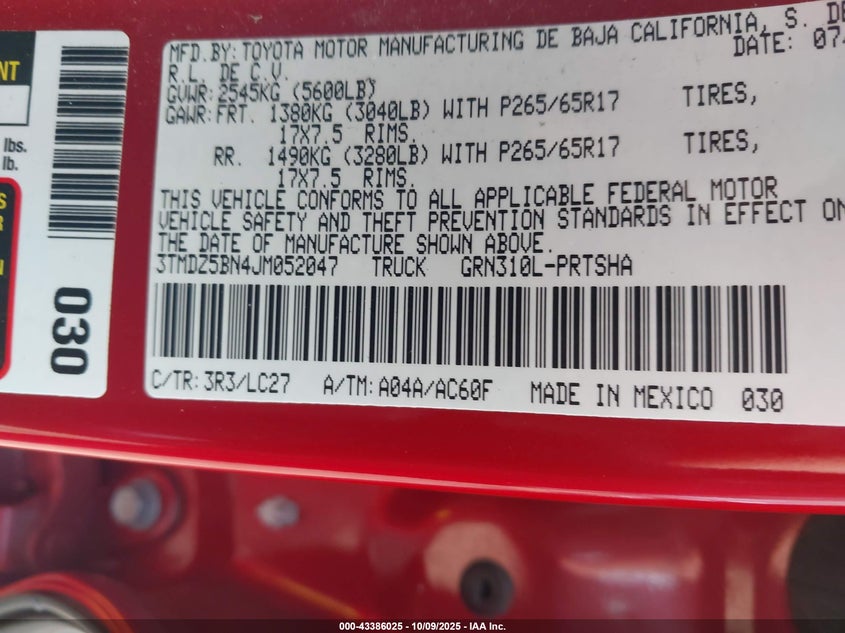 MFD.BY:TOYOTA MOTOR MANUFACTURING DE BAJA CALIFORNIA, S. DE
R.L. DE C.V. DATE: 07
GVWR:2545KG (5600LB)
GAWR:FRT. 1380KG (3040LB) WITH P265/65R17 TIRES,
17X7.5 RIMS.
RR. 1490KG (3280LB) WITH P265/65R17 TIRES,
17X7.5 RIMS.
THIS VEHICLE CONFORMS TO ALL APPLICABLE FEDERAL MOTOR
VEHICLE SAFETY AND THEFT PREVENTION STANDARDS IN EFFECT ON
THE DATE OF MANUFACTURE SHOWN ABOVE.
3TMDZ5BN4JM052047 TRUCK GRN310L-PRTSHA
C/TR:3R3/LC27 A/TM:A04A/AC60F MADE IN MEXICO 030
lbs.
lb.
030
000-43386025 - 10/09/2025 - IAA Inc.